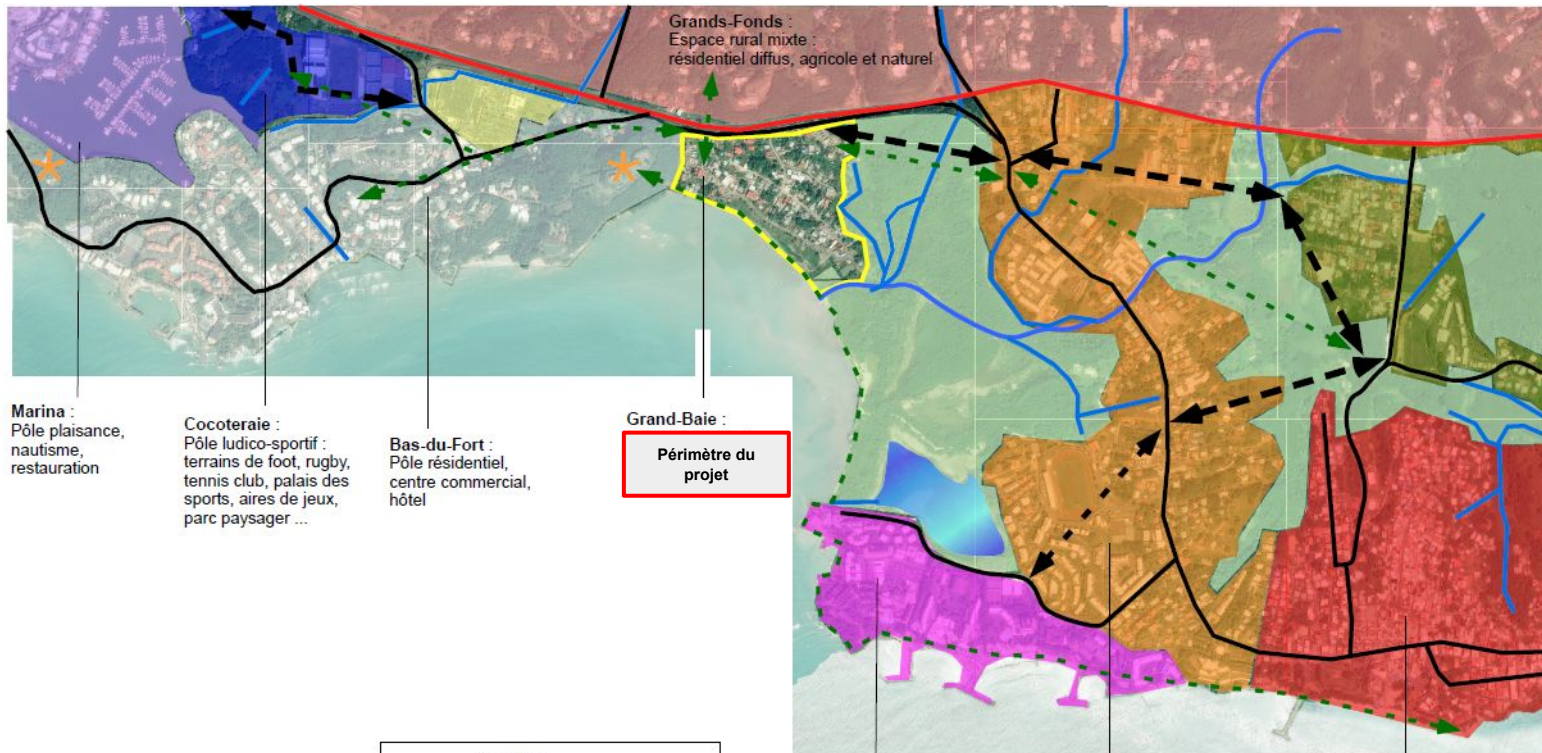 Grands-Fonds :
Espace rural mixte :
résidentiel diffus, agricole et naturel
Marina :
Pôle plaisance,
nautisme,
restauration
Cocoteraie :
Pôle ludico-sportif :
terrains de foot, rugby,
tennis club, palais des
sports, aires de jeux,
parc paysager ...
Bas-du-Fort :
Pôle résidentiel,
centre commercial,
hôtel
Grand-Baie :
Périmètre du
projet